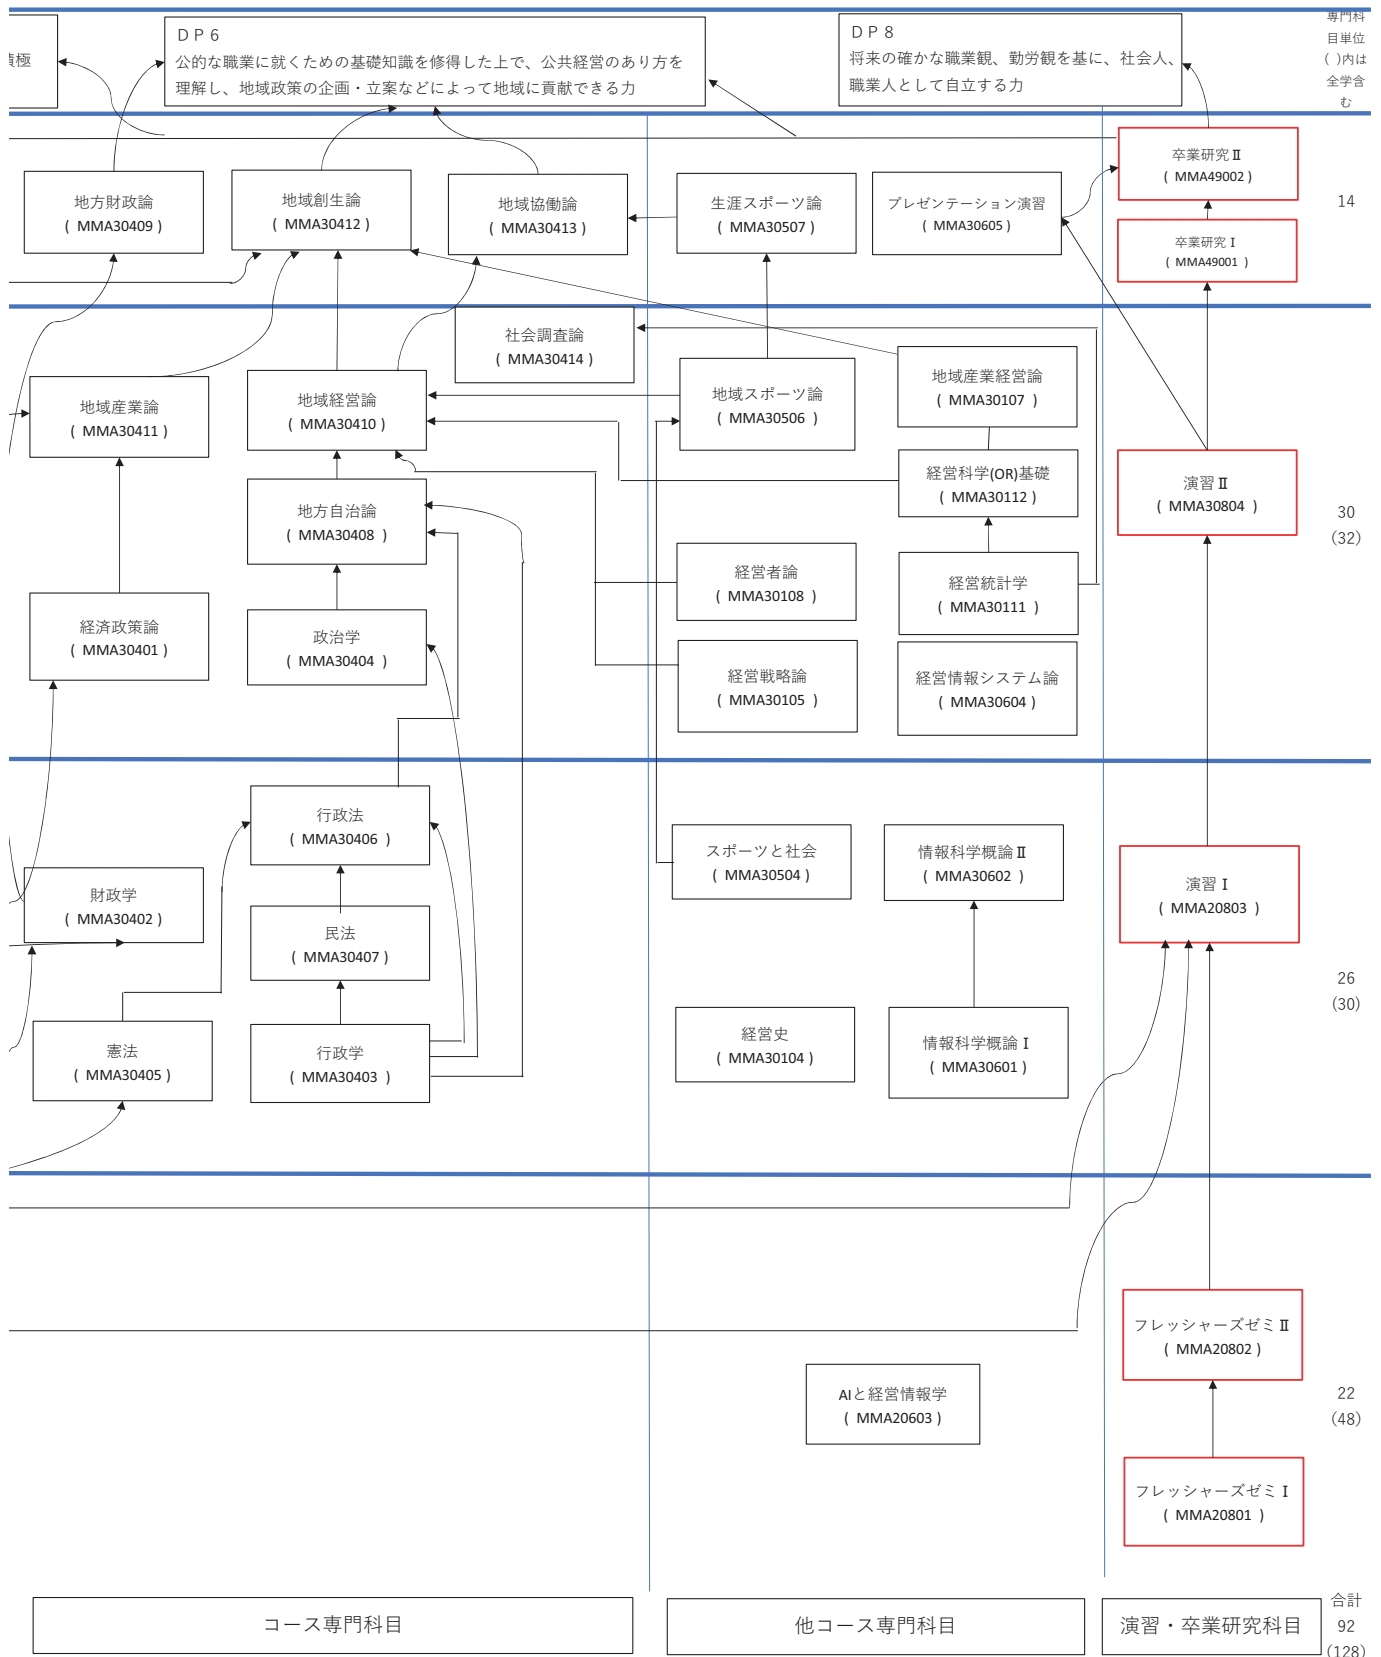 積極
DP6
公的な職業に就くための基礎知識を修得した上で、公共経営のあり方を
理解し、地域政策の企画・立案などによって地域に貢献できる力
DP8
将来の確かな職業観、勤労観を基に、社会人、
職業人として自立する力
専門科
目単位
( )内は
全学含
む
卒業研究Ⅱ
( MMA49002 )
地方財政論
( MMA30409 )
地域創生論
( MMA30412 )
地域協働論
( MMA30413 )
生涯スポーツ論
( MMA30507 )
プレゼンテーション演習
( MMA30605 )
14
卒業研究Ⅰ
( MMA49001 )
社会調査論
( MMA30414 )
地域産業論
( MMA30411 )
地域経営論
( MMA30410 )
地域スポーツ論
( MMA30506 )
地域産業経営論
( MMA30107 )
経営科学(OR)基礎
( MMA30112 )
演習Ⅱ
( MMA30804 )
地方自治論
( MMA30408 )
30
(32)
経営者論
( MMA30108 )
経営統計学
( MMA30111 )
経済政策論
( MMA30401 )
政治学
( MMA30404 )
経営戦略論
( MMA30105 )
経営情報システム論
( MMA30604 )
行政法
( MMA30406 )
スポーツと社会
( MMA30504 )
情報科学概論Ⅱ
( MMA30602 )
演習Ⅰ
( MMA20803 )
財政学
( MMA30402 )
民法
( MMA30407 )
26
(30)
憲法
( MMA30405 )
行政学
( MMA30403 )
経営史
( MMA30104 )
情報科学概論Ⅰ
( MMA30601 )
フレッシャーズゼミⅡ
( MMA20802 )
AIと経営情報学
( MMA20603 )
22
(48)
フレッシャーズゼミⅠ
( MMA20801 )
コース専門科目
他コース専門科目
演習・卒業研究科目
合計
92
(128)